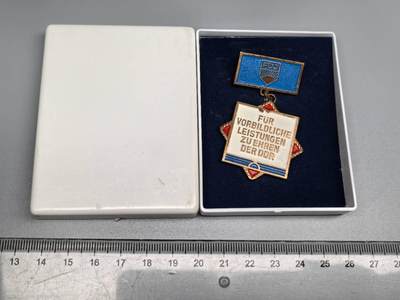 FÜR
VORBILDLICHE
LEISTUNGEN
ZU EHREN
DER DDR
13 14 15 16 17 18 19 20 21 22 23 24 25 26 27 28